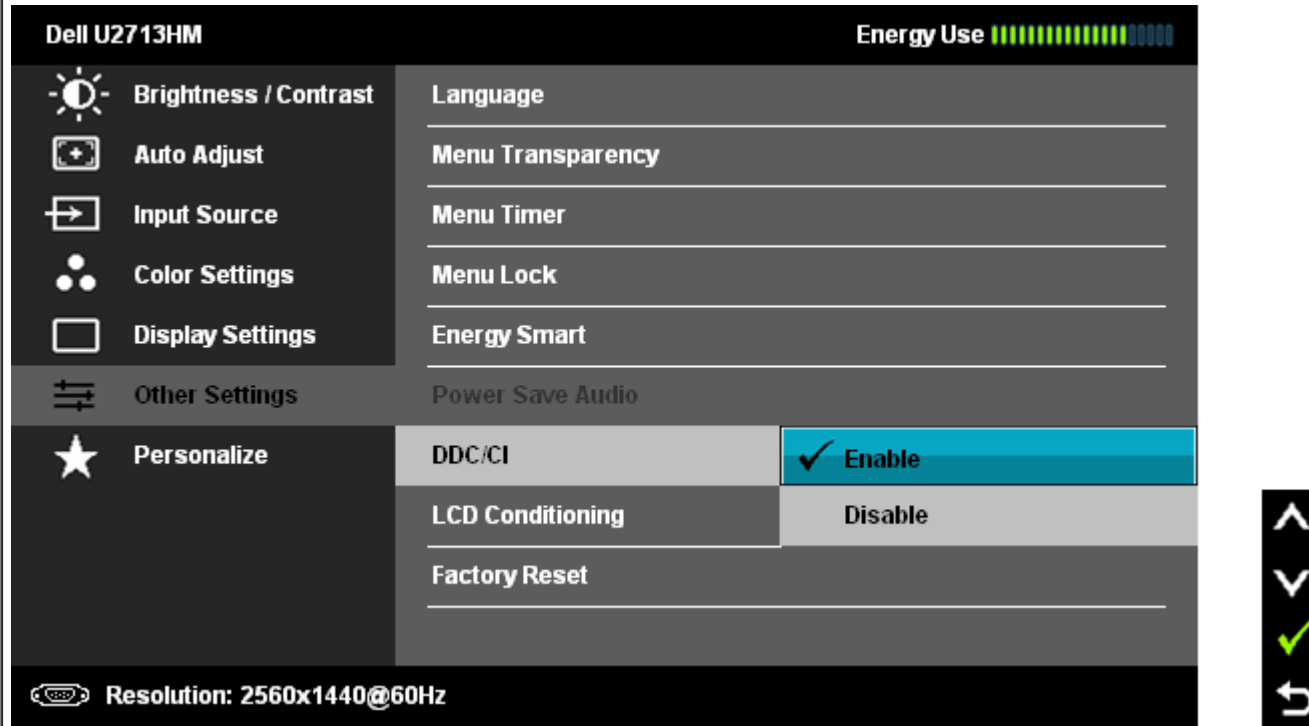 Dell U2713HM Energy Use
Brightness / Contrast Language
Auto Adjust Menu Transparency
Input Source Menu Timer
Color Settings Menu Lock
Display Settings Energy Smart
Other Settings Power Save Audio
Personalize DDC/CI Enable
LCD Conditioning Disable
Factory Reset
Resolution: 2560x1440@60Hz